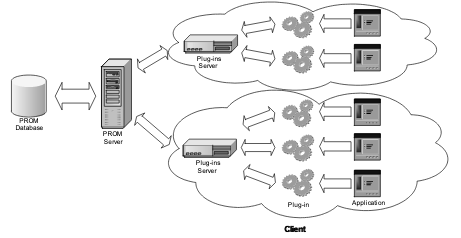 Plug-ins
Server
PROM
Database
PROM
Server
Plug-ins
Server
Plug-in
Application
Client